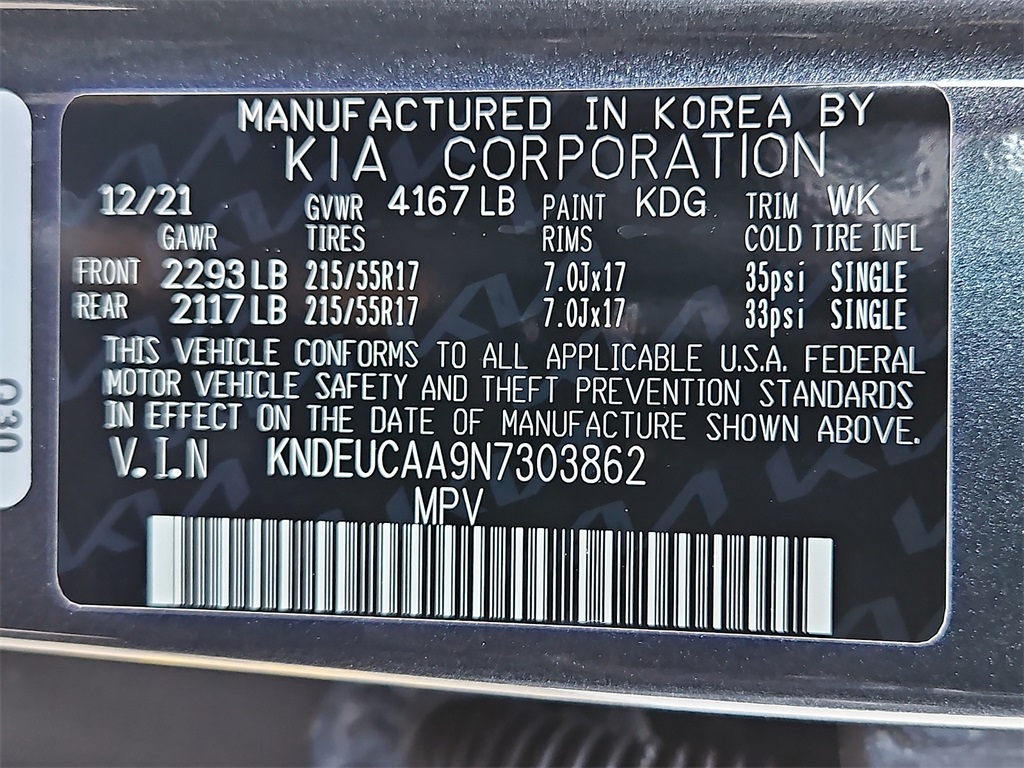 MANUFACTURED IN KOREA BY
KIA CORPORATION
12/21 GVWR 4167 LB PAINT KDG TRIM WK
GAWR TIRES RIMS COLD TIRE INFL
FRONT 2293 LB 215/55R17 7.0Jx17 35psi SINGLE
REAR 2117 LB 215/55R17 7.0Jx17 33psi SINGLE
THIS VEHICLE CONFORMS TO ALL APPLICABLE U.S.A. FEDERAL
MOTOR VEHICLE SAFETY AND THEFT PREVENTION STANDARDS
IN EFFECT ON THE DATE OF MANUFACTURE SHOWN ABOVE.
V.I.N KNDEUCAA9N7303862
MPV